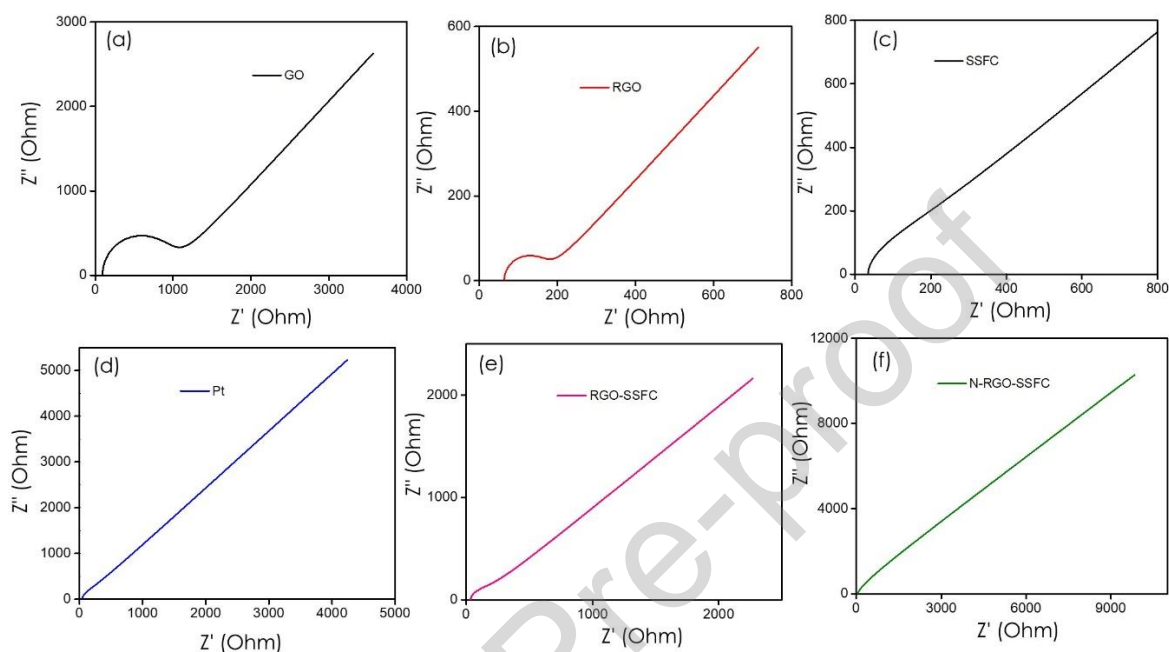 (a)
GO
3000
2000
1000
0
0 1000 2000 3000 4000
Z'' (Ohm)
Z' (Ohm)
(b)
RGO
600
400
200
0
0 200 400 600 800
Z'' (Ohm)
Z' (Ohm)
(c)
SSFC
800
600
400
200
0
0 200 400 600 800
Z'' (Ohm)
Z' (Ohm)
(d)
Pt
5000
4000
3000
2000
1000
0
0 1000 2000 3000 4000 5000
Z'' (Ohm)
Z' (Ohm)
(e)
RGO-SSFC
2000
1000
0
0 1000 2000
Z'' (Ohm)
Z' (Ohm)
(f)
N-RGO-SSFC
12000
8000
4000
0
0 3000 6000 9000
Z'' (Ohm)
Z' (Ohm)
Pre-proof